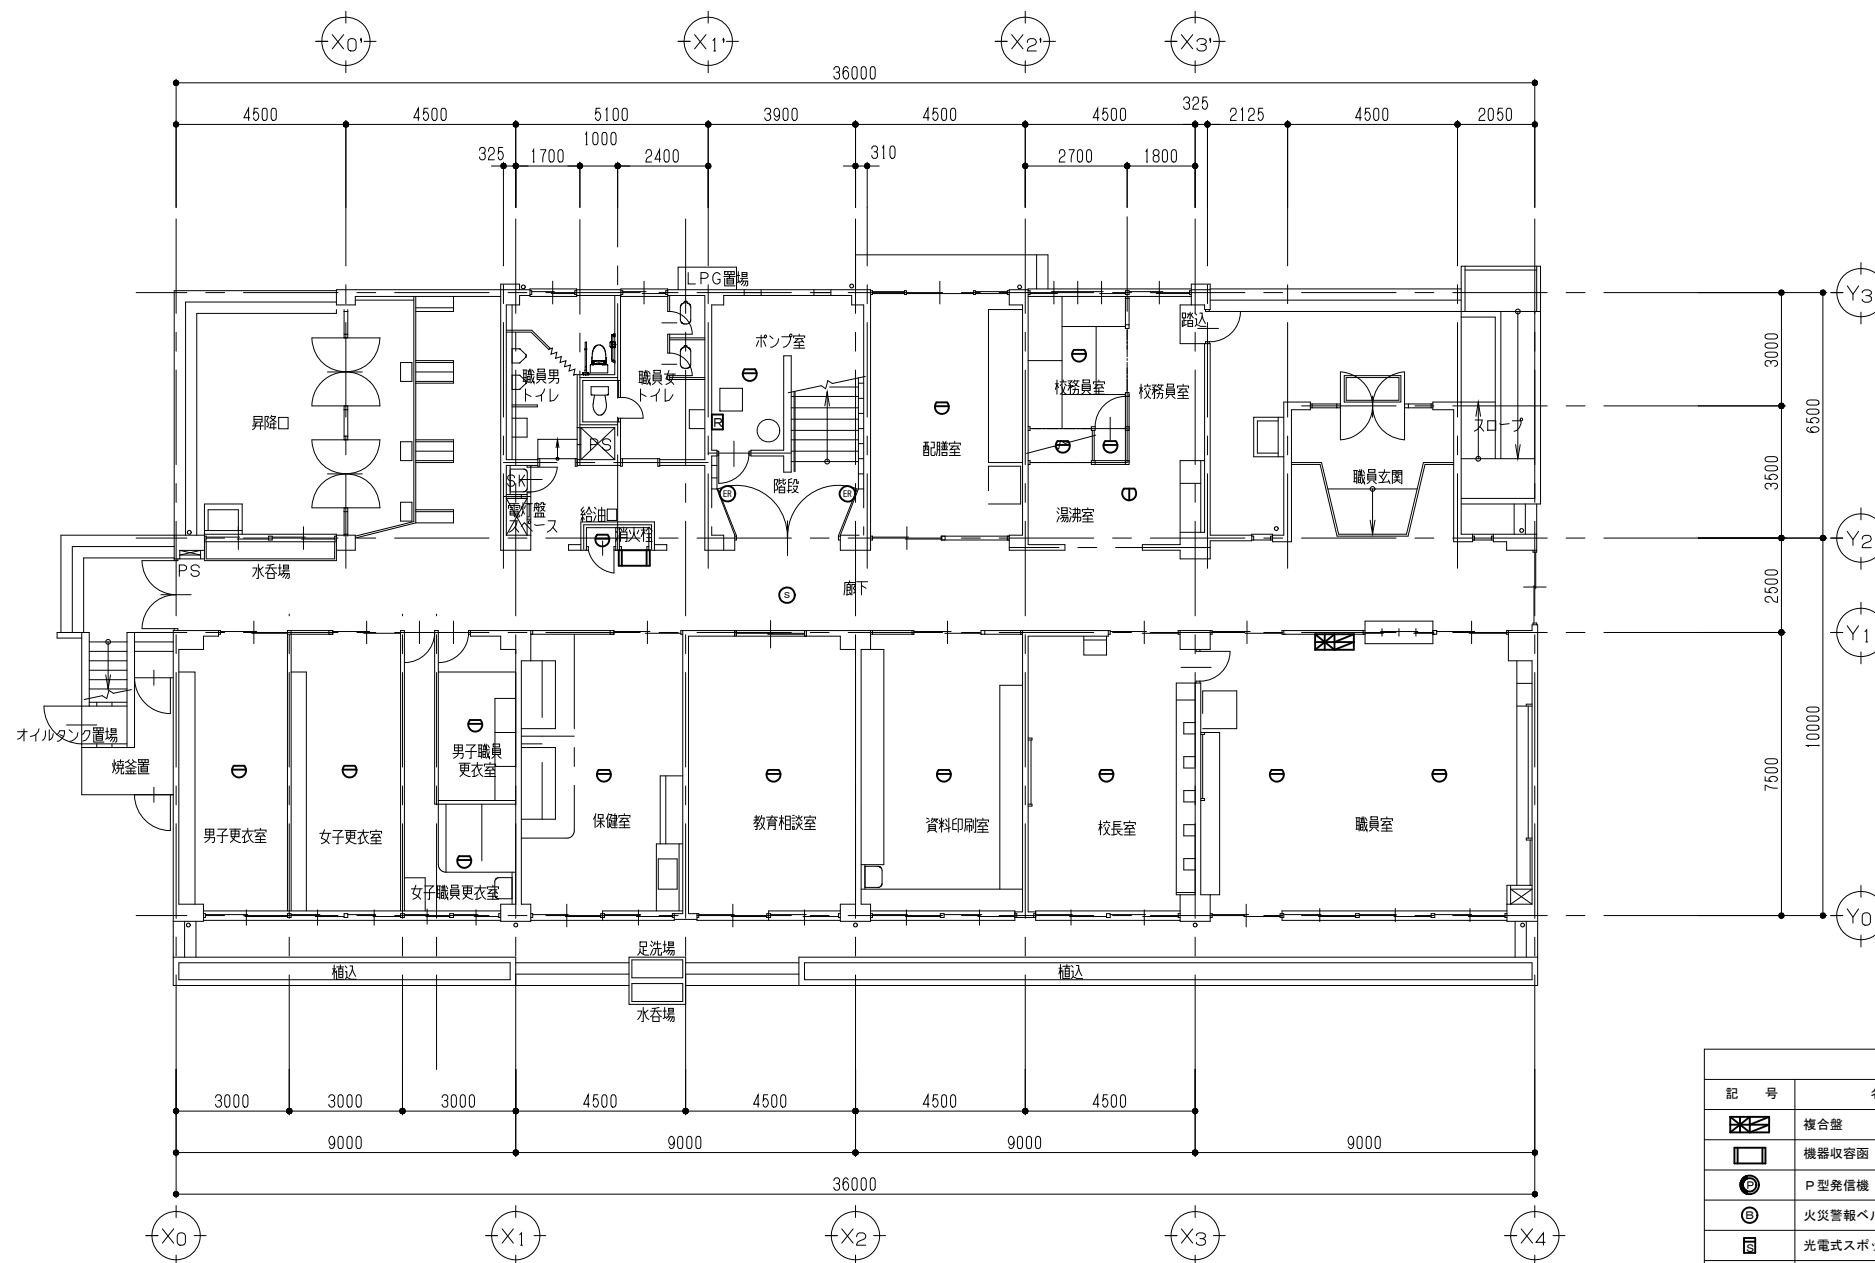 X0'
X1'
X2'
X3'
36000
4500
4500
5100
3900
4500
4500
325
2125
4500
2050
325
1700
1000
2400
310
2700
1800
LPG置場
Y3
踏込
ポンプ室
3000
職員男
トイレ
職員女
トイレ
校務員室
校務員室
6500
昇降口
R
スロープ
PS
配膳室
3500
職員玄関
SK
階段
ER
ER
電灯盤
スペース
給油口
湯沸室
消火栓
Y2
PS
水呑場
廊下
S
2500
Y1
オイルタンク置場
焼釜置
男子職員
更衣室
10000
7500
男子更衣室
女子更衣室
保健室
教育相談室
資料印刷室
校長室
職員室
女子職員更衣室
Y0
足洗場
植込
植込
水呑場
3000
3000
3000
4500
4500
4500
4500
9000
9000
9000
9000
36000
X0
X1
X2
X3
X4
記 号
複合盤
機器収容函
P P型発信機
B 火災警報ベ
S 光電式スポ